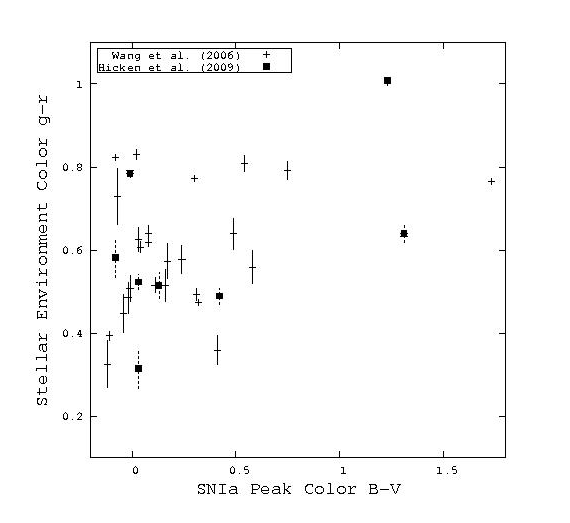 Wang et al. (2006)
Hicken et al. (2009)
Stellar Environment Color g-r
1
0.8
0.6
0.4
0.2
0 0.5 1 1.5
SNIa Peak Color B-V